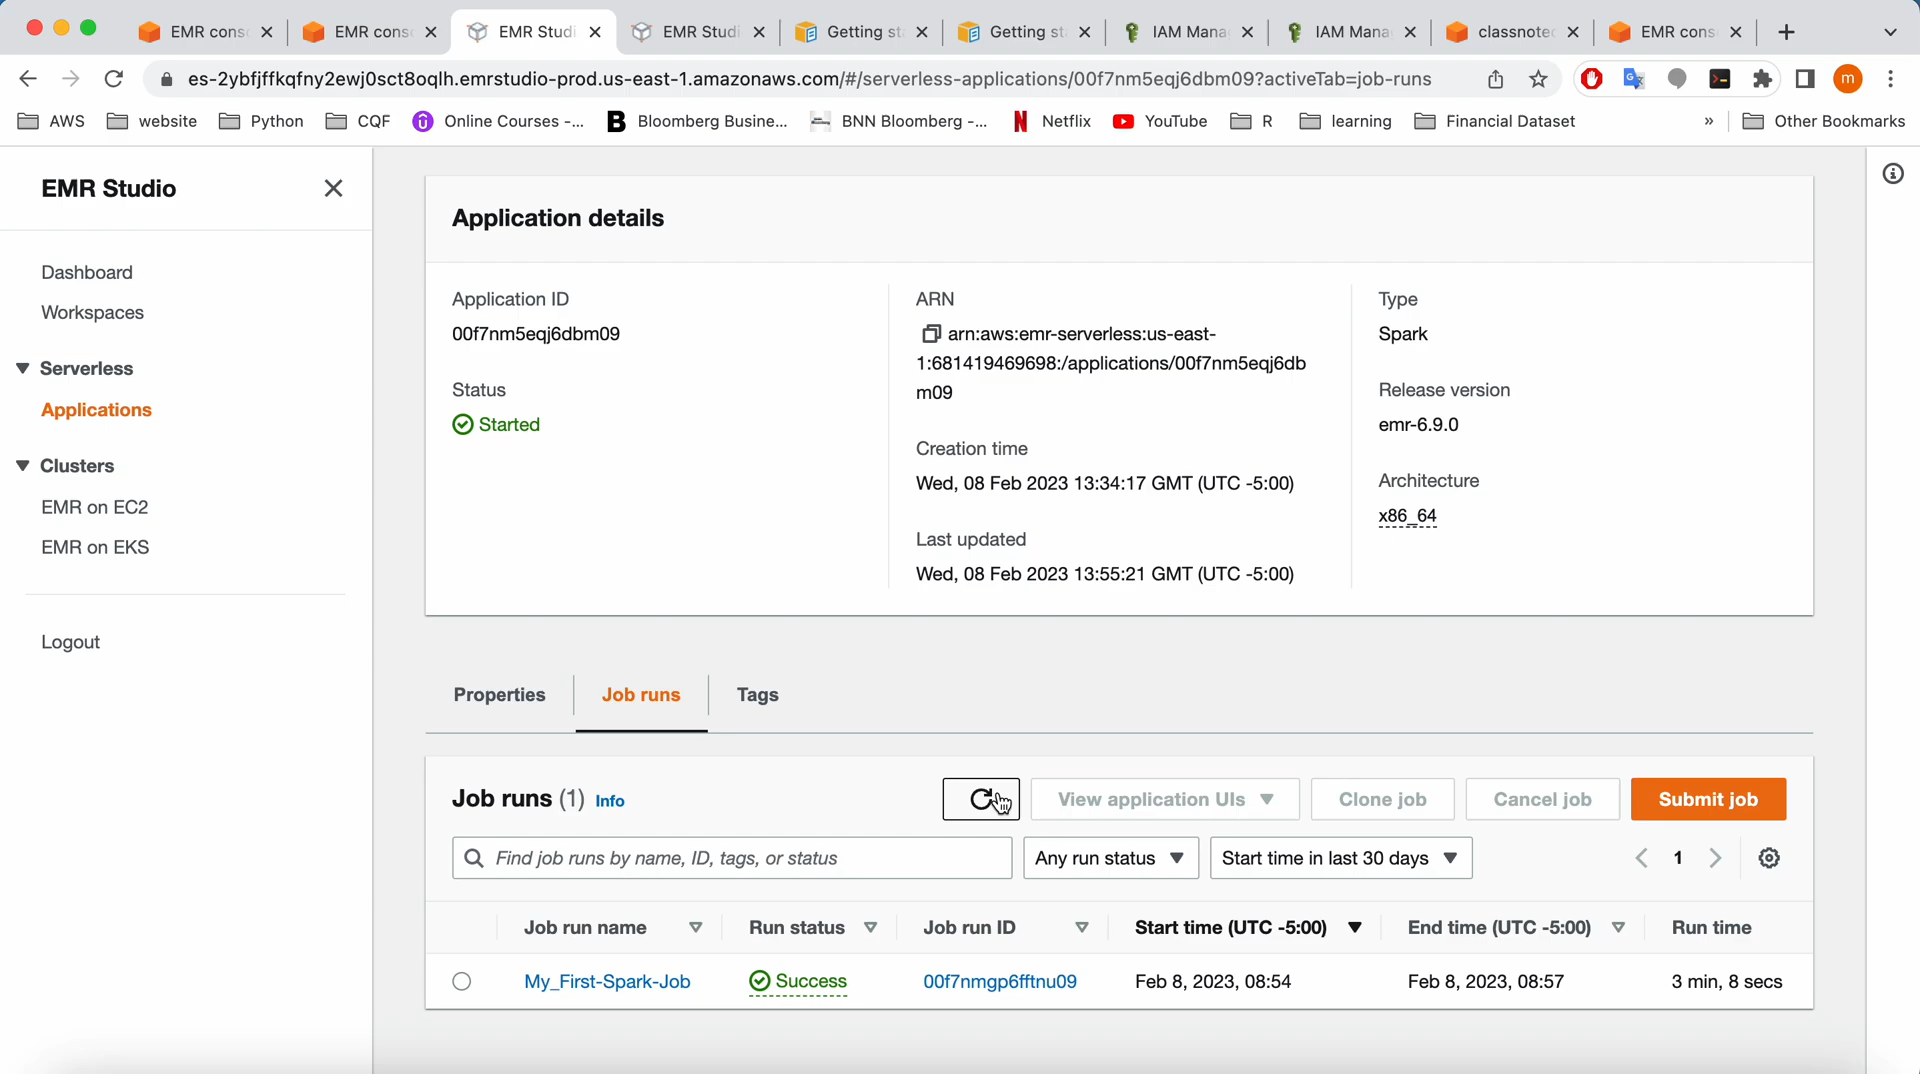 EMR cons
EMR cons
EMR Studi
EMR Studi
Getting st
Getting st
IAM Mana
IAM Mana
classnote
EMR cons
es-2ybfjffkqfny2ewj0sct8oqlh.emrstudio-prod.us-east-1.amazonaws.com/#/serverless-applications/00f7nm5eqj6dbm09?activeTab=job-runs
m
AWS
website
Python
CQF
Online Courses -...
Bloomberg Busine...
BNN Bloomberg -...
Netflix
YouTube
R
learning
Financial Dataset
»
Other Bookmarks
EMR Studio
Dashboard
Workspaces
Serverless
Applications
Clusters
EMR on EC2
EMR on EKS
Logout
Application details
Application ID
00f7nm5eqj6dbm09
Status
Started
ARN
arn:aws:emr-serverless:us-east-
1:681419469698:/applications/00f7nm5eqj6db
m09
Creation time
Wed, 08 Feb 2023 13:34:17 GMT (UTC -5:00)
Last updated
Wed, 08 Feb 2023 13:55:21 GMT (UTC -5:00)
Type
Spark
Release version
emr-6.9.0
Architecture
x86_64
Properties
Job runs
Tags
Job runs (1) Info
View application UIs
Clone job
Cancel job
Submit job
Find job runs by name, ID, tags, or status
Any run status
Start time in last 30 days
1
Job run name
Run status
Job run ID
Start time (UTC -5:00)
End time (UTC -5:00)
Run time
My_First-Spark-Job
Success
00f7nmgp6fftnu09
Feb 8, 2023, 08:54
Feb 8, 2023, 08:57
3 min, 8 secs